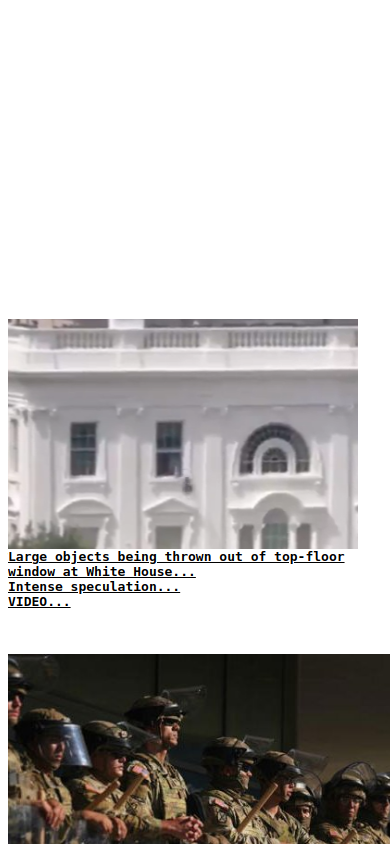 Large objects being thrown out of top-floor
window at White House...
Intense speculation...
VIDEO...